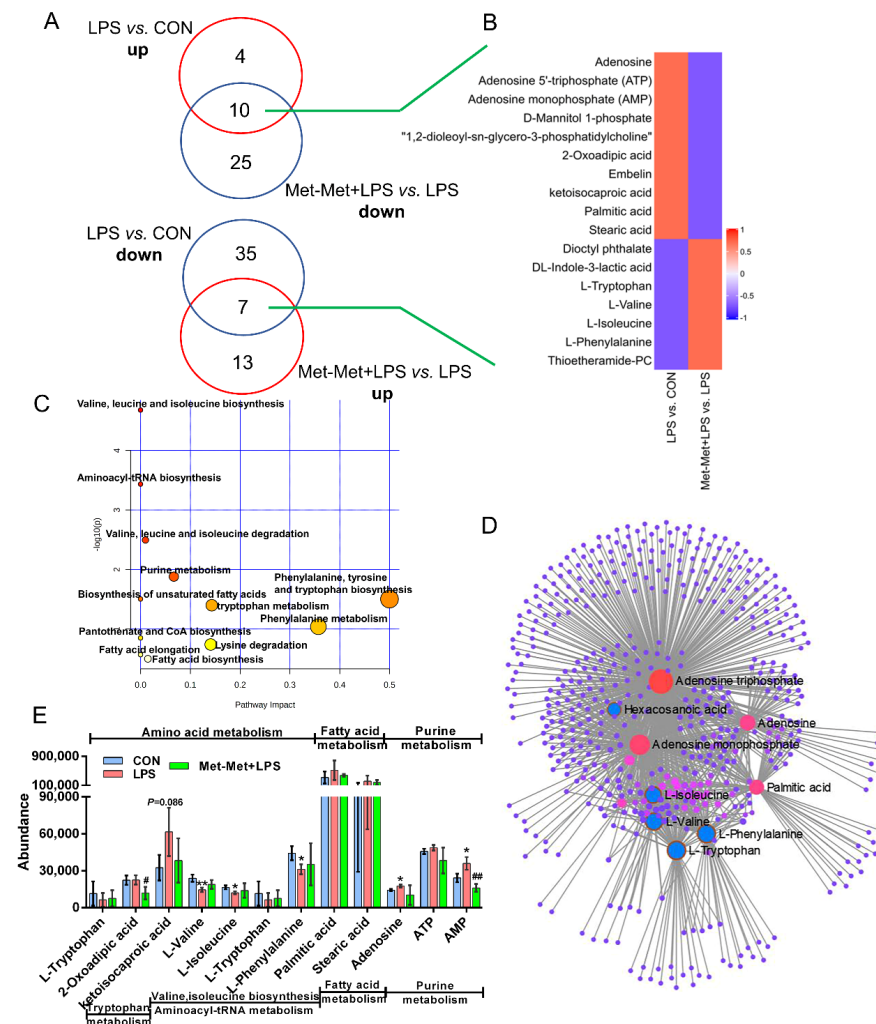 A
LPS vs. CON
up
4
10
25
Met-Met+LPS vs. LPS
down
LPS vs. CON
down
35
7
13
Met-Met+LPS vs. LPS
up
B
Adenosine
Adenosine 5'-triphosphate (ATP)
Adenosine monophosphate (AMP)
D-Mannitol 1-phosphate
"1,2-dioleoyl-sn-glycero-3-phosphatidylcholine"
2-Oxoadipic acid
Embelin
ketoisocaproic acid
Palmitic acid
Stearic acid
Dioctyl phthalate
DL-Indole-3-lactic acid
L-Tryptophan
L-Valine
L-Isoleucine
L-Phenylalanine
Thioetheramide-PC
1
0.5
0
-0.5
-1
LPS vs. CON
Met-Met+LPS vs. LPS
C
Valine, leucine and isoleucine biosynthesis
Aminoacyl-tRNA biosynthesis
Valine, leucine and isoleucine degradation
Purine metabolism
Phenylalanine, tyrosine
and tryptophan biosynthesis
Biosynthesis of unsaturated fatty acids
tryptophan metabolism
Phenylalanine metabolism
Pantothenate and CoA biosynthesis
Lysine degradation
Fatty acid elongation
Fatty acid biosynthesis
-log10(p)
4
3
2
1
0.0 0.1 0.2 0.3 0.4 0.5
Pathway Impact
D
Adenosine triphosphate
Hexacosanoic acid
Adenosine
Adenosine monophosphate
Palmitic acid
L-Isoleucine
L-Valine
L-Phenylalanine
L-Tryptophan
E
Amino acid metabolism
Fatty acid
metabolism
Purine
metabolism
CON
LPS
Met-Met+LPS
Abundance
900,000
100,000
90,000
60,000
30,000
0
P=0.086
#
**
*
*
*
*
##
L-Tryptophan
2-Oxoadipic acid
ketoisocaproic acid
L-Valine
L-Isoleucine
L-Tryptophan
L-Phenylalanine
Palmitic acid
Stearic acid
Adenosine
ATP
AMP
Tryptophan
metabolism
Valine,isoleucine biosynthesis
Aminoacyl-tRNA metabolism
Fatty acid
metabolism
Purine
metabolism